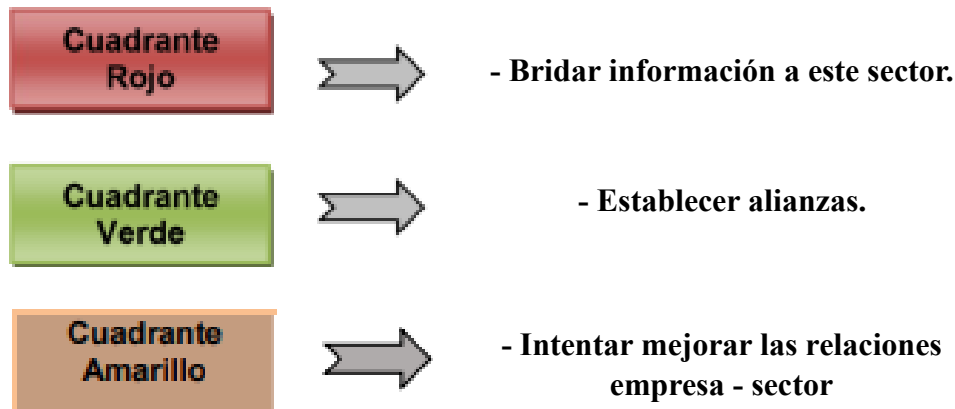 Cuadrante
Rojo
- Bridar información a este sector.
Cuadrante
Verde
- Establecer alianzas.
Cuadrante
Amarillo
- Intentar mejorar las relaciones
empresa - sector